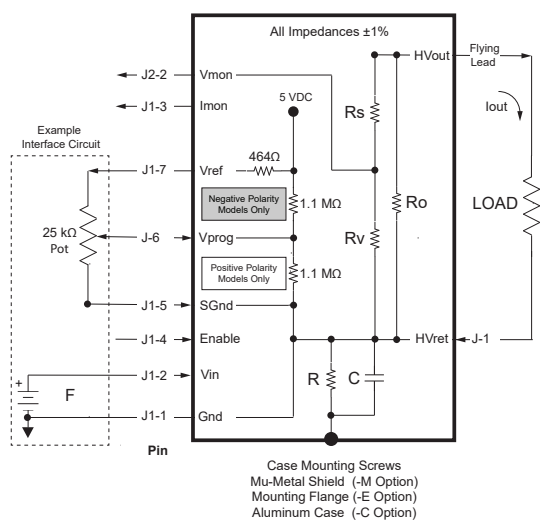 All Impedances ±1%
HVout
Flying
Lead
J2-2
Vmon
Rs
Iout
J1-3
Imon
5 VDC
Example
Interface Circuit
464Ω
J1-7
Vref
Negative Polarity
Models Only
1.1 MΩ
Ro
LOAD
25 kΩ
Pot
J-6
Vprog
Rv
Positive Polarity
Models Only
1.1 MΩ
J1-5
SGnd
J1-4
Enable
HVret
J-1
J1-2
Vin
R
C
+
F
J1-1
Gnd
Pin
Case Mounting Screws
Mu-Metal Shield (-M Option)
Mounting Flange (-E Option)
Aluminum Case (-C Option)